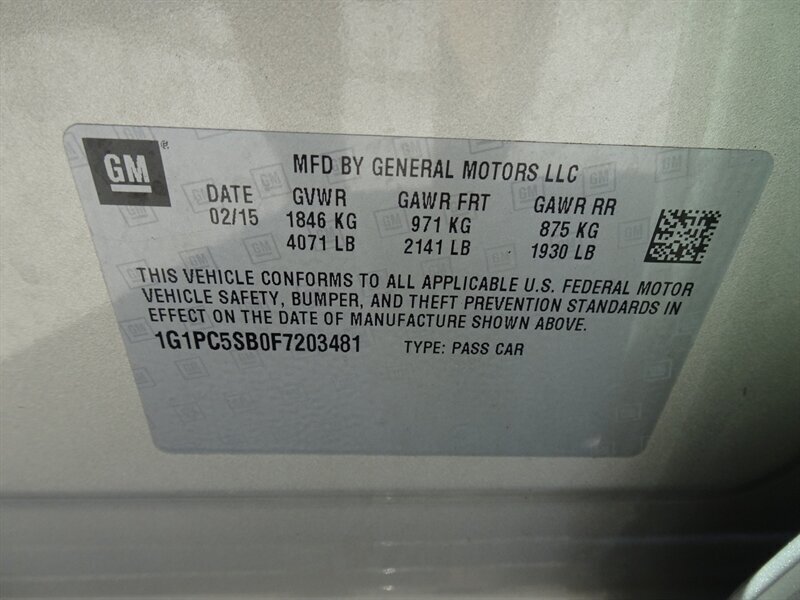 GM
MFD BY GENERAL MOTORS LLC
DATE GVWR GAWR FRT GAWR RR
02/15 1846 KG 971 KG 875 KG
4071 LB 2141 LB 1930 LB
THIS VEHICLE CONFORMS TO ALL APPLICABLE U.S. FEDERAL MOTOR
VEHICLE SAFETY, BUMPER, AND THEFT PREVENTION STANDARDS IN
EFFECT ON THE DATE OF MANUFACTURE SHOWN ABOVE.
1G1PC5SB0F7203481 TYPE: PASS CAR